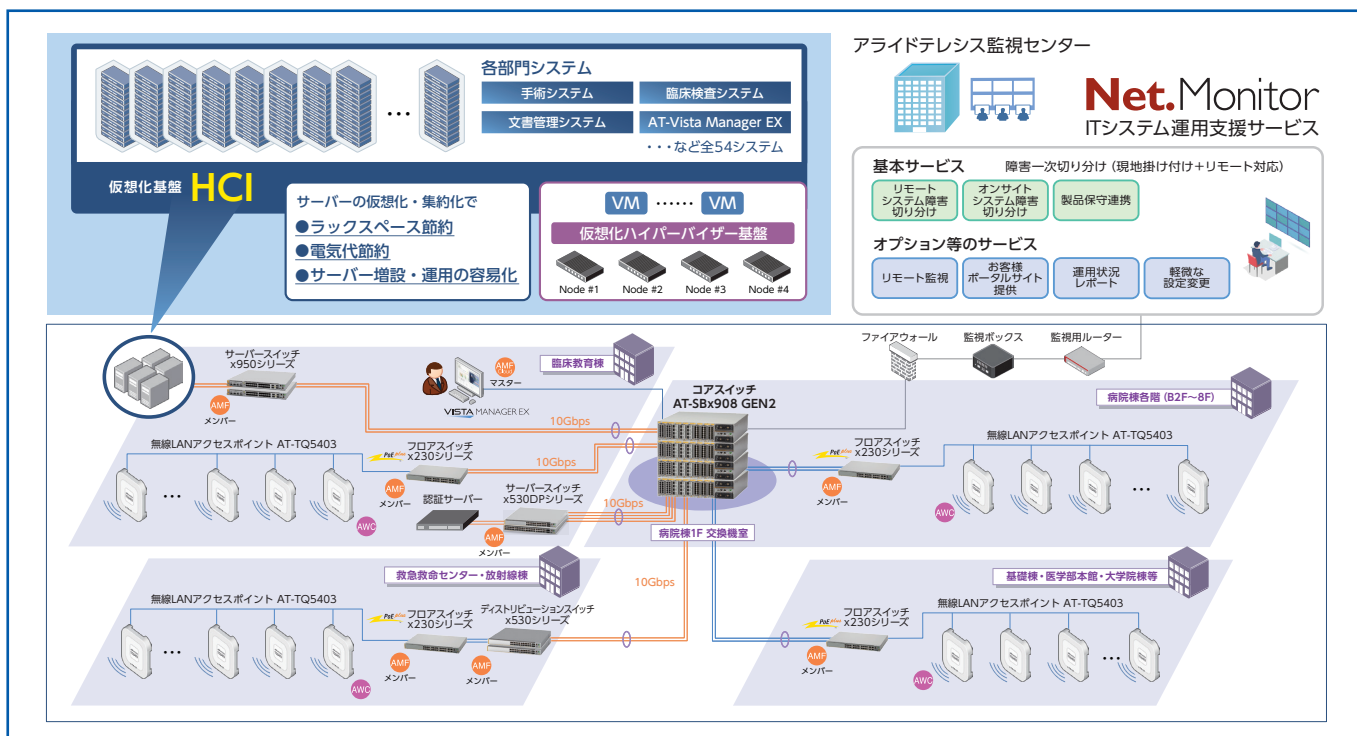 各部門システム
手術システム
臨床検査システム
文書管理システム
AT-Vista Manager EX
・・・など全54システム
仮想化基盤 HCI
サーバーの仮想化・集約化で
●ラックスペース節約
●電気代節約
●サーバー増設・運用の容易化
VM ‥‥‥ VM
仮想化ハイパーバイザー基盤
Node #1
Node #2
Node #3
Node #4
アライドテレシス監視センター
Net.Monitor
ITシステム運用支援サービス
基本サービス
障害一次切り分け（現地掛け付け＋リモート対応）
リモート
システム障害
切り分け
オンサイト
システム障害
切り分け
製品保守連携
オプション等のサービス
リモート監視
お客様
ポータルサイト
提供
運用状況
レポート
軽微な
設定変更
ファイアウォール
監視ボックス
監視用ルーター
サーバースイッチ
x950シリーズ
AMF
メンバー
AMF
Cloud
マスター
VISTA MANAGER EX
臨床教育棟
10Gbps
コアスイッチ
AT-SBx908 GEN2
病院棟各階（B2F～8F）
無線LANアクセスポイント AT-TQ5403
PoE plus
フロアスイッチ
x230シリーズ
10Gbps
AMF
メンバー
AWC
認証サーバー
サーバースイッチ
x530DPシリーズ
10Gbps
AMF
メンバー
病院棟1F 交換機室
PoE plus
フロアスイッチ
x230シリーズ
AMF
メンバー
無線LANアクセスポイント AT-TQ5403
AWC
救急救命センター・放射線棟
10Gbps
無線LANアクセスポイント AT-TQ5403
PoE plus
フロアスイッチ
x230シリーズ
ディストリビューションスイッチ
x530シリーズ
AMF
メンバー
AMF
メンバー
AWC
基礎棟・医学部本館・大学院棟等
PoE plus
フロアスイッチ
x230シリーズ
AMF
メンバー
無線LANアクセスポイント AT-TQ5403
AWC